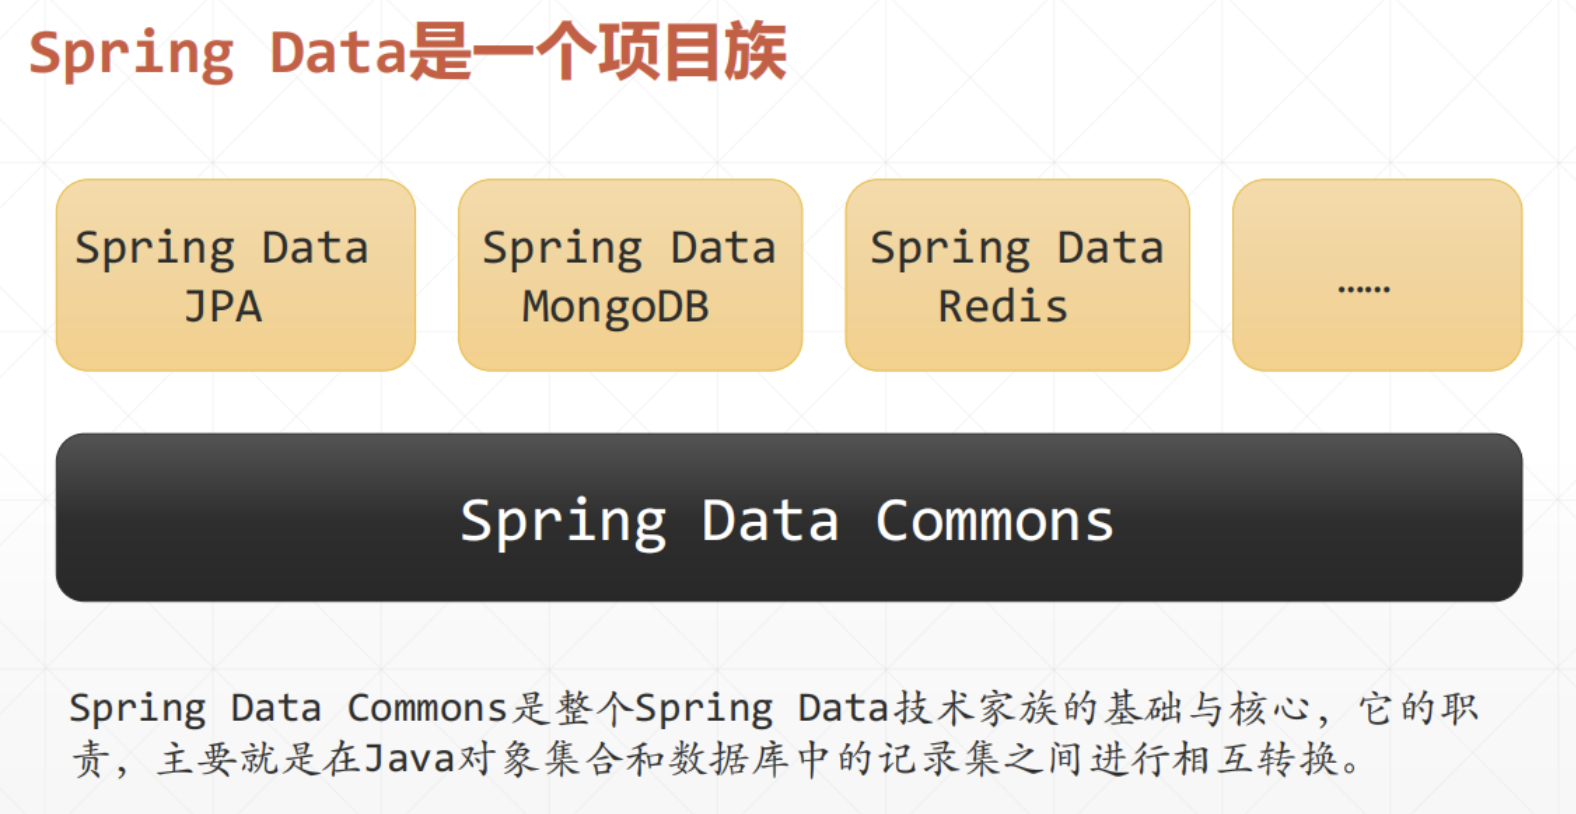 Spring Data是一个项目族
Spring Data
JPA
Spring Data
MongoDB
Spring Data
Redis
……
Spring Data Commons
Spring Data Commons是整个Spring Data技术家族的基础与核心，它的职
责，主要就是在Java对象集合和数据库中的记录集之间进行相互转换。